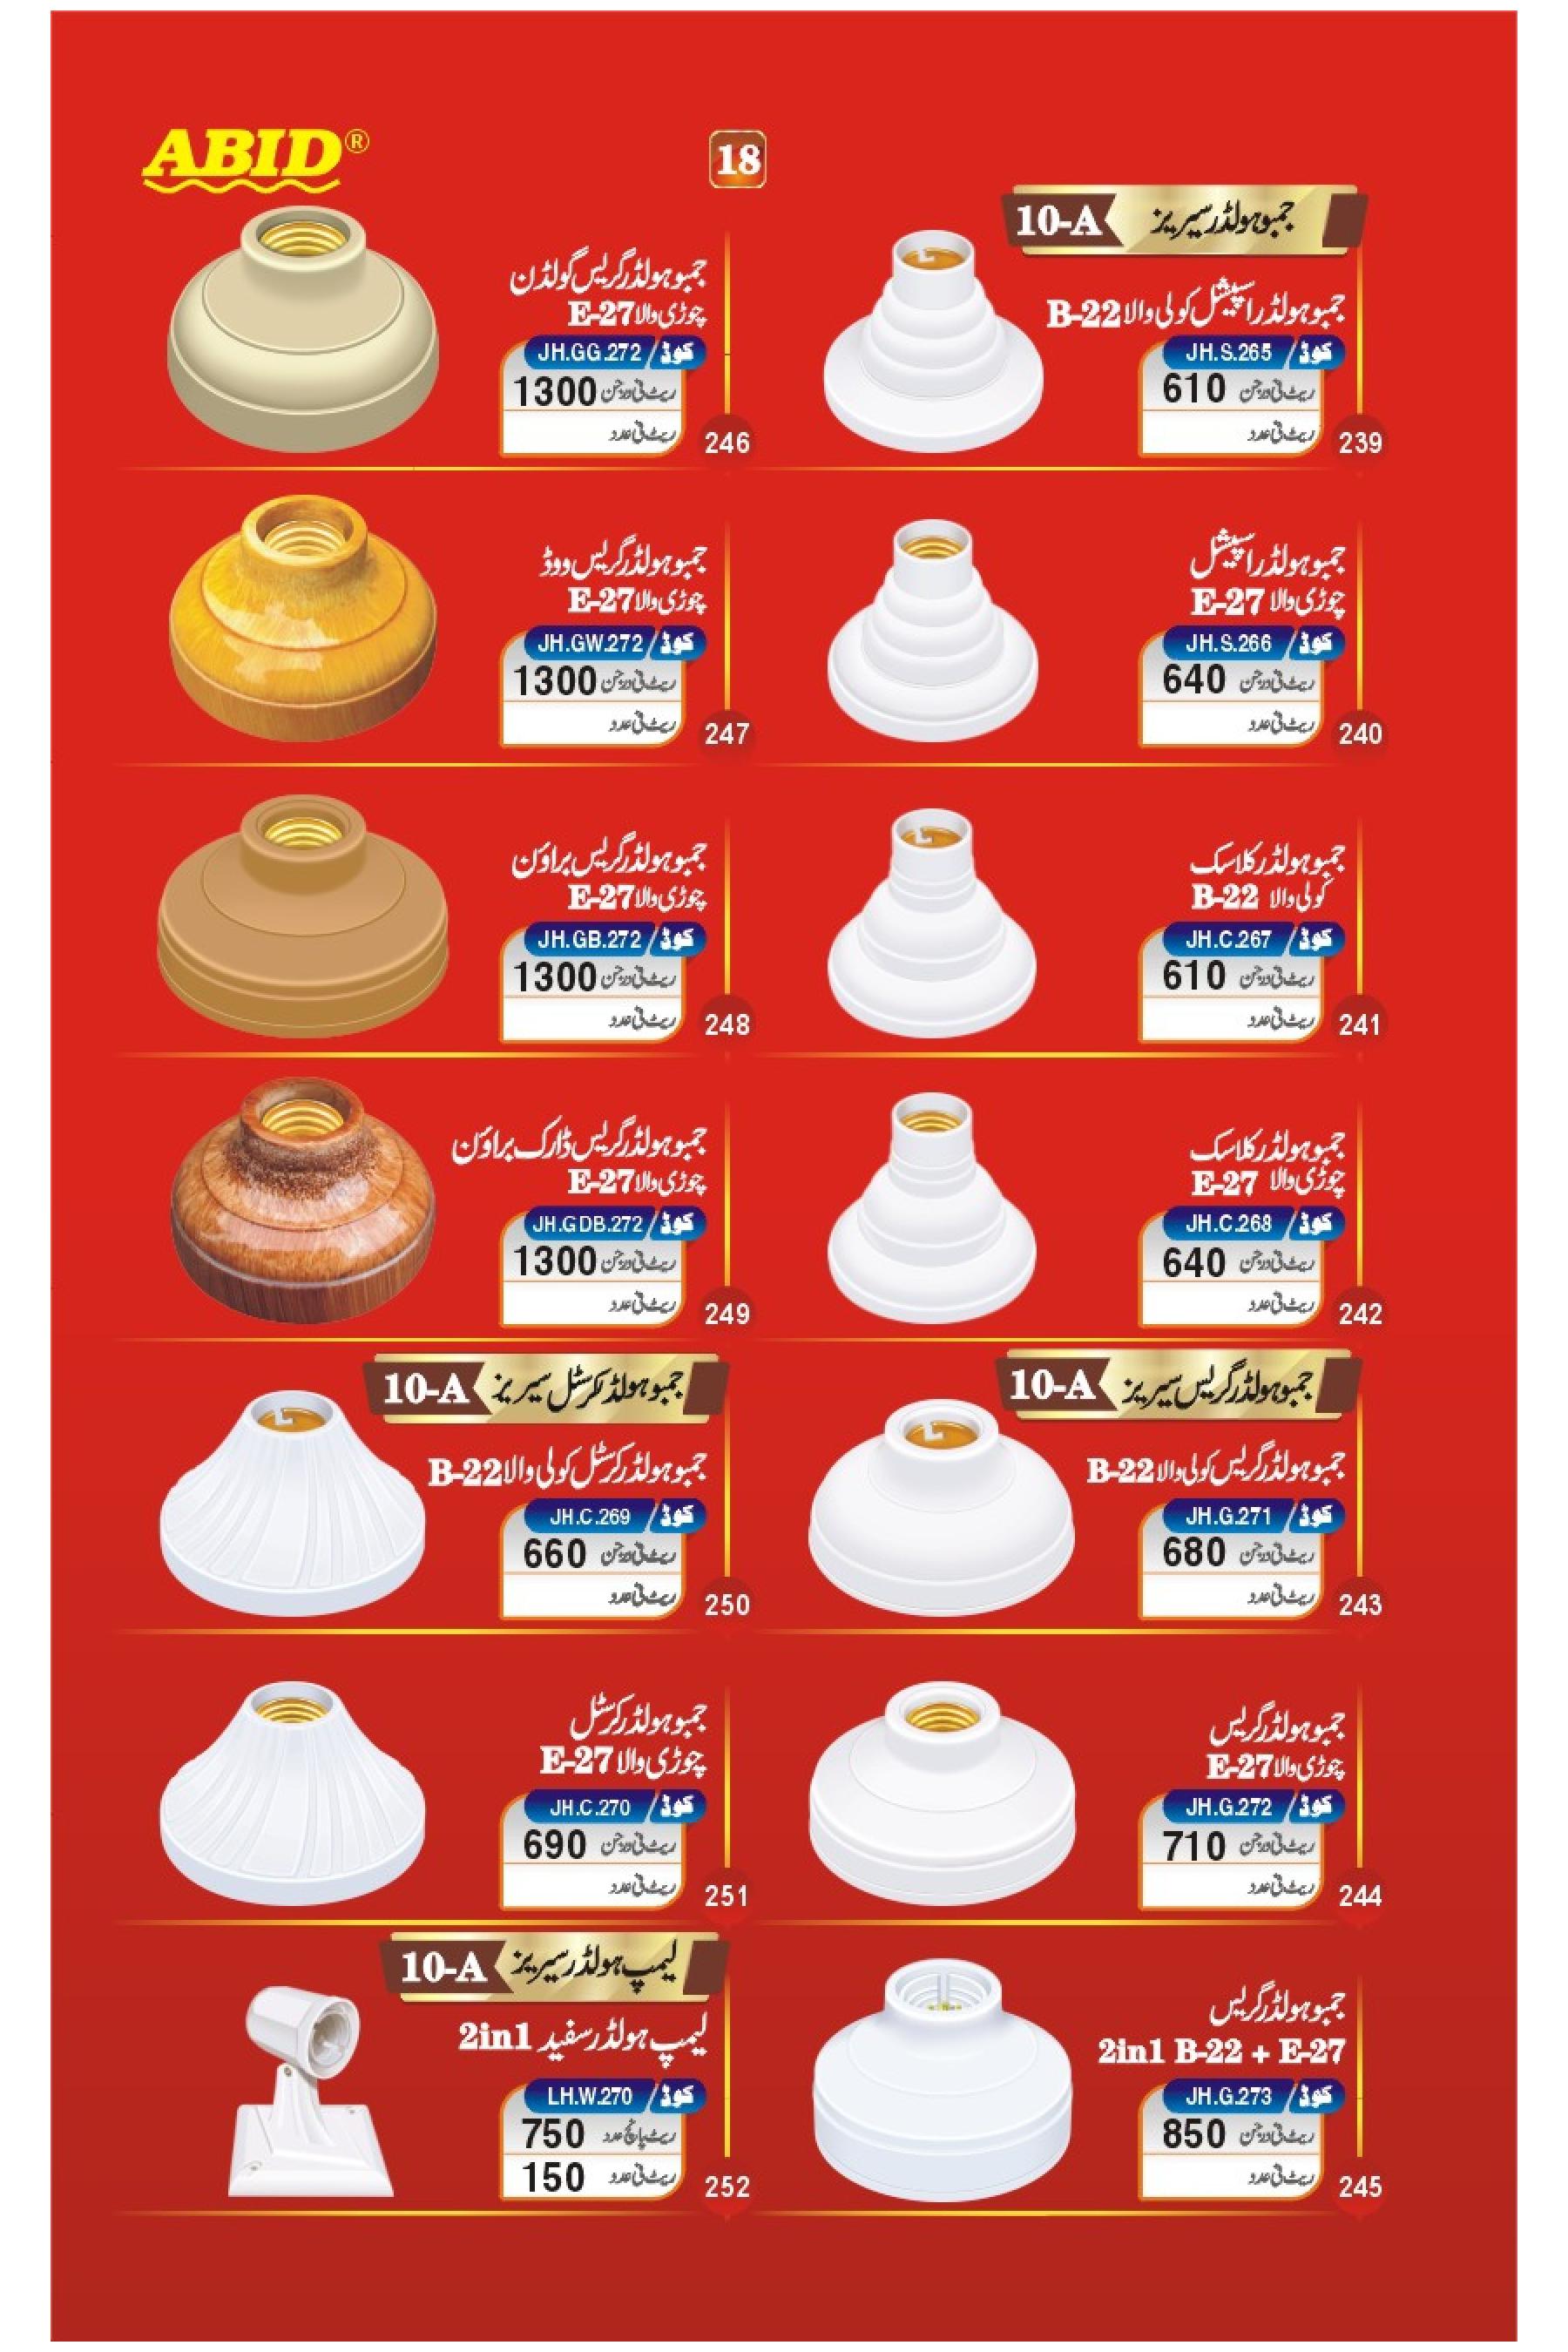 ABID®
18
جمبو ہولڈر سیریز 10-A
جمبو ہولڈر اسپیشل کولی والا B-22
کوڈ / JH.S.265
ریٹ فی درجن 610
ریٹ فی عدد
239
جمبو ہولڈر اسپیشل
چوڑی والا E-27
کوڈ / JH.S.266
ریٹ فی درجن 640
ریٹ فی عدد
240
جمبو ہولڈر کلاسک
کولی والا B-22
کوڈ / JH.C.267
ریٹ فی درجن 610
ریٹ فی عدد
241
جمبو ہولڈر کلاسک
چوڑی والا E-27
کوڈ / JH.C.268
ریٹ فی درجن 640
ریٹ فی عدد
242
جمبو ہولڈر گریس سیریز 10-A
جمبو ہولڈر گریس کولی والا B-22
کوڈ / JH.G.271
ریٹ فی درجن 680
ریٹ فی عدد
243
جمبو ہولڈر گریس
چوڑی والا E-27
کوڈ / JH.G.272
ریٹ فی درجن 710
ریٹ فی عدد
244
جمبو ہولڈر گریس
2in1 B-22 + E-27
کوڈ / JH.G.273
ریٹ فی درجن 850
ریٹ فی عدد
245
جمبو ہولڈر گریس گولڈن
چوڑی والا E-27
کوڈ / JH.GG.272
ریٹ فی درجن 1300
ریٹ فی عدد
246
جمبو ہولڈر گریس ووڈ
چوڑی والا E-27
کوڈ / JH.GW.272
ریٹ فی درجن 1300
ریٹ فی عدد
247
جمبو ہولڈر گریس براؤن
چوڑی والا E-27
کوڈ / JH.GB.272
ریٹ فی درجن 1300
ریٹ فی عدد
248
جمبو ہولڈر گریس ڈارک براؤن
چوڑی والا E-27
کوڈ / JH.GDB.272
ریٹ فی درجن 1300
ریٹ فی عدد
249
جمبو ہولڈر کرسٹل سیریز 10-A
جمبو ہولڈر کرسٹل کولی والا B-22
کوڈ / JH.C.269
ریٹ فی درجن 660
ریٹ فی عدد
250
جمبو ہولڈر کرسٹل
چوڑی والا E-27
کوڈ / JH.C.270
ریٹ فی درجن 690
ریٹ فی عدد
251
لیمپ ہولڈر سیریز 10-A
لیمپ ہولڈر سفید 2in1
کوڈ / LH.W.270
ریٹ پانچ عدد 750
ریٹ فی عدد 150
252